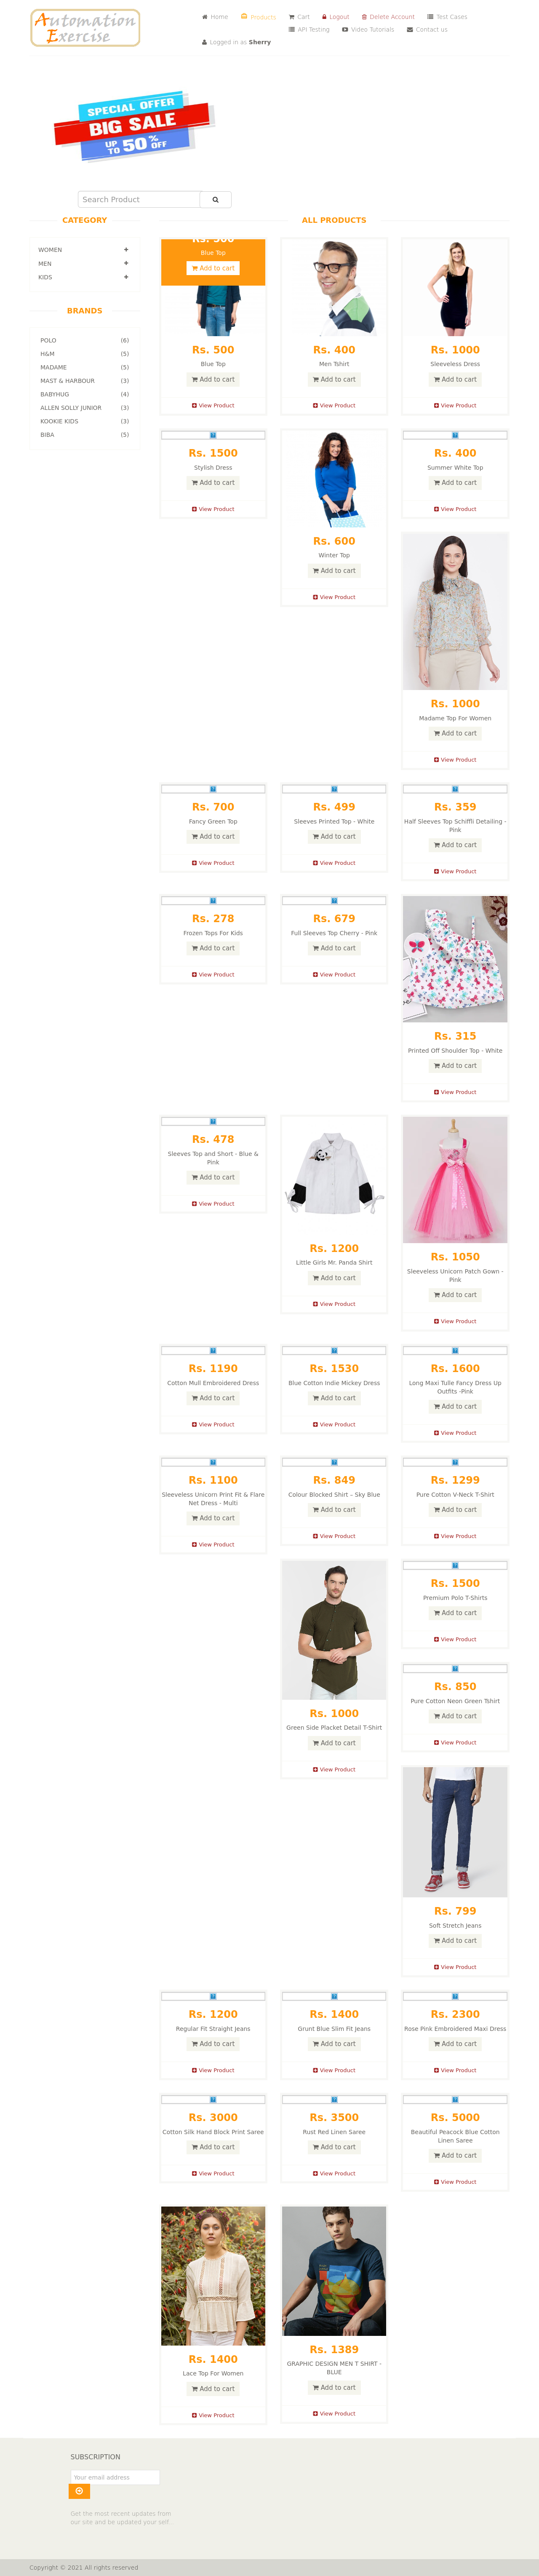 Automation
Exercise
Home
Products
Cart
Logout
Delete Account
Test Cases
API Testing
Video Tutorials
Contact us
Logged in as Sherry
SPECIAL OFFER
BIG SALE
UP TO 50% OFF
Search Product
CATEGORY
WOMEN
MEN
KIDS
BRANDS
POLO (6)
H&M (5)
MADAME (5)
MAST & HARBOUR (3)
BABYHUG (4)
ALLEN SOLLY JUNIOR (3)
KOOKIE KIDS (3)
BIBA (5)
ALL PRODUCTS
Rs. 500
Blue Top
Add to cart
Rs. 500
Blue Top
Add to cart
View Product
Rs. 400
Men Tshirt
Add to cart
View Product
Rs. 1000
Sleeveless Dress
Add to cart
View Product
Rs. 1500
Stylish Dress
Add to cart
View Product
Rs. 600
Winter Top
Add to cart
View Product
Rs. 400
Summer White Top
Add to cart
View Product
Rs. 1000
Madame Top For Women
Add to cart
View Product
Rs. 700
Fancy Green Top
Add to cart
View Product
Rs. 499
Sleeves Printed Top - White
Add to cart
View Product
Rs. 359
Half Sleeves Top Schiffli Detailing -
Pink
Add to cart
View Product
Rs. 278
Frozen Tops For Kids
Add to cart
View Product
Rs. 679
Full Sleeves Top Cherry - Pink
Add to cart
View Product
Rs. 315
Printed Off Shoulder Top - White
Add to cart
View Product
Rs. 478
Sleeves Top and Short - Blue &
Pink
Add to cart
View Product
Rs. 1200
Little Girls Mr. Panda Shirt
Add to cart
View Product
Rs. 1050
Sleeveless Unicorn Patch Gown -
Pink
Add to cart
View Product
Rs. 1190
Cotton Mull Embroidered Dress
Add to cart
View Product
Rs. 1530
Blue Cotton Indie Mickey Dress
Add to cart
View Product
Rs. 1600
Long Maxi Tulle Fancy Dress Up
Outfits -Pink
Add to cart
View Product
Rs. 1100
Sleeveless Unicorn Print Fit & Flare
Net Dress - Multi
Add to cart
View Product
Rs. 849
Colour Blocked Shirt – Sky Blue
Add to cart
View Product
Rs. 1299
Pure Cotton V-Neck T-Shirt
Add to cart
View Product
Rs. 1000
Green Side Placket Detail T-Shirt
Add to cart
View Product
Rs. 1500
Premium Polo T-Shirts
Add to cart
View Product
Rs. 850
Pure Cotton Neon Green Tshirt
Add to cart
View Product
Rs. 799
Soft Stretch Jeans
Add to cart
View Product
Rs. 1200
Regular Fit Straight Jeans
Add to cart
View Product
Rs. 1400
Grunt Blue Slim Fit Jeans
Add to cart
View Product
Rs. 2300
Rose Pink Embroidered Maxi Dress
Add to cart
View Product
Rs. 3000
Cotton Silk Hand Block Print Saree
Add to cart
View Product
Rs. 3500
Rust Red Linen Saree
Add to cart
View Product
Rs. 5000
Beautiful Peacock Blue Cotton
Linen Saree
Add to cart
View Product
Rs. 1400
Lace Top For Women
Add to cart
View Product
Rs. 1389
GRAPHIC DESIGN MEN T SHIRT -
BLUE
Add to cart
View Product
SUBSCRIPTION
Your email address
Get the most recent updates from
our site and be updated your self...
Copyright © 2021 All rights reserved